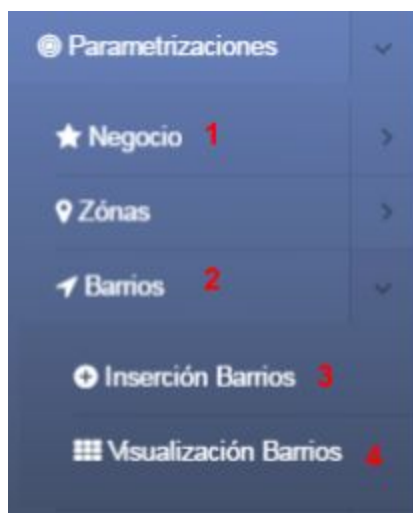 Parametrizaciones
Negocio 1
Zónas
Barrios 2
Inserción Barrios 3
Visualización Barrios 4